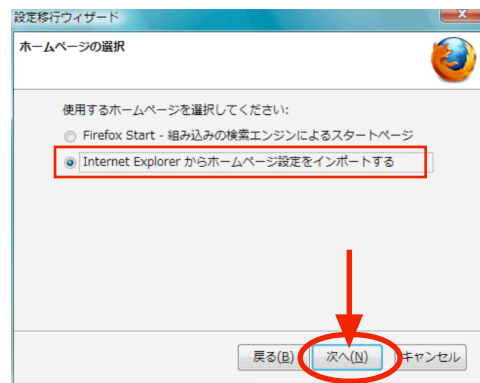 設定移行ウィザード
ホームページの選択
使用するホームページを選択してください:
Firefox Start - 組み込みの検索エンジンによるスタートページ
Internet Explorer からホームページ設定をインポートする
戻る(B) 次へ(N) キャンセル